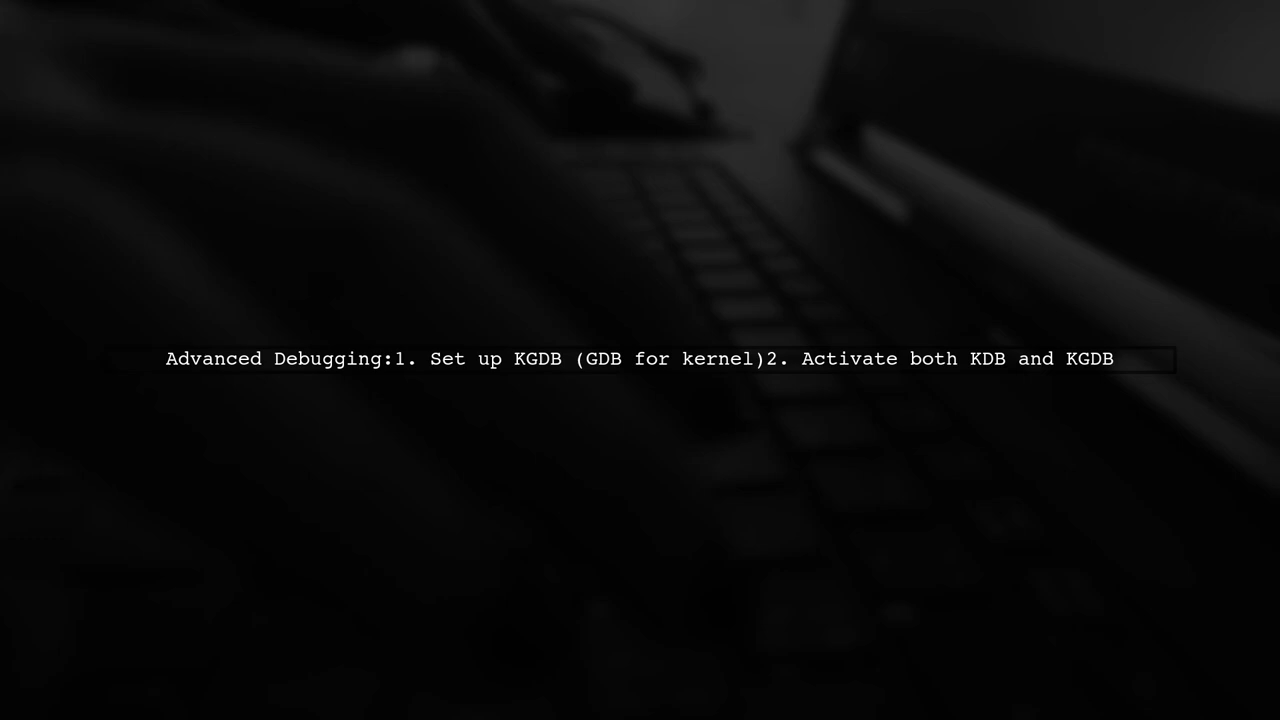 Advanced Debugging:1. Set up KGDB (GDB for kernel)2. Activate both KDB and KGDB